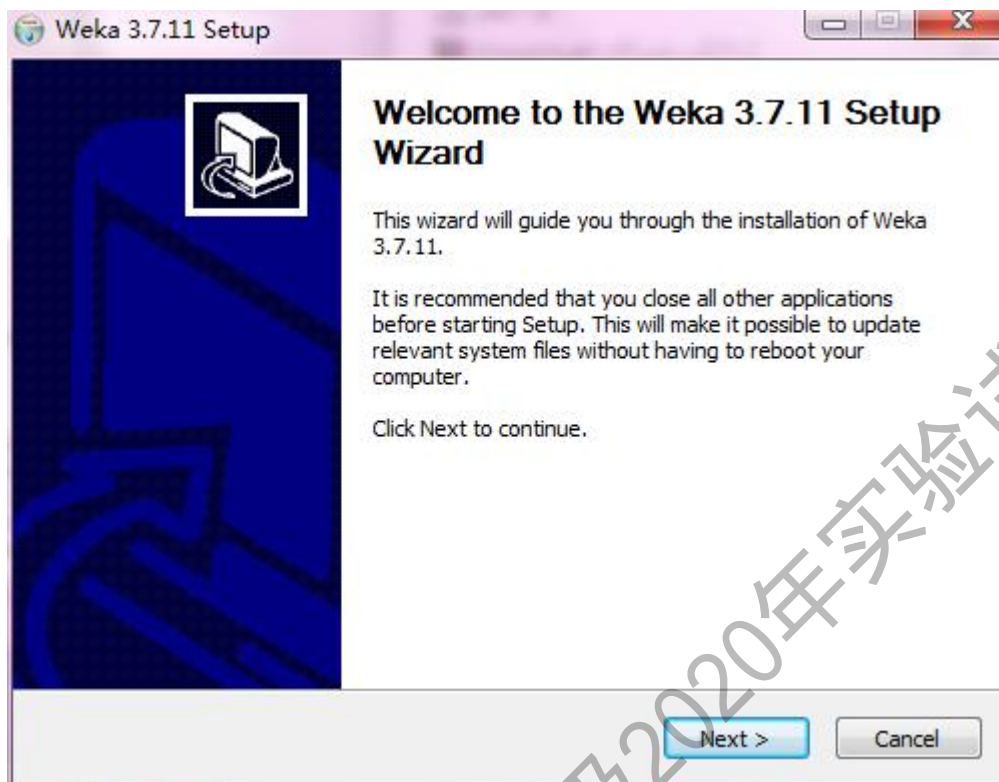 Weka 3.7.11 Setup
Welcome to the Weka 3.7.11 Setup
Wizard
This wizard will guide you through the installation of Weka
3.7.11.
It is recommended that you close all other applications
before starting Setup. This will make it possible to update
relevant system files without having to reboot your
computer.
Click Next to continue.
2020年实验
Next >
Cancel